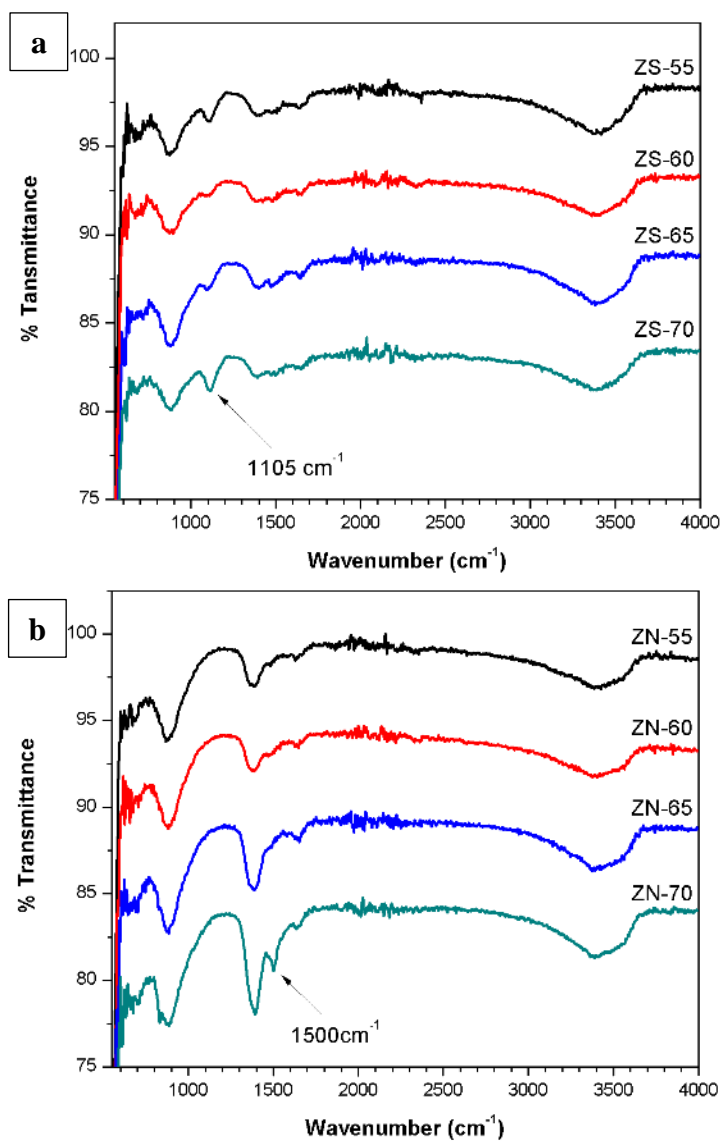 a
100
95
90
85
80
75
% Tansmittance
ZS-55
ZS-60
ZS-65
ZS-70
1105 cm⁻¹
1000 1500 2000 2500 3000 3500 4000
Wavenumber (cm⁻¹)
b
100
95
90
85
80
75
% Transmittance
ZN-55
ZN-60
ZN-65
ZN-70
1500cm⁻¹
1000 1500 2000 2500 3000 3500 4000
Wavenumber (cm⁻¹)